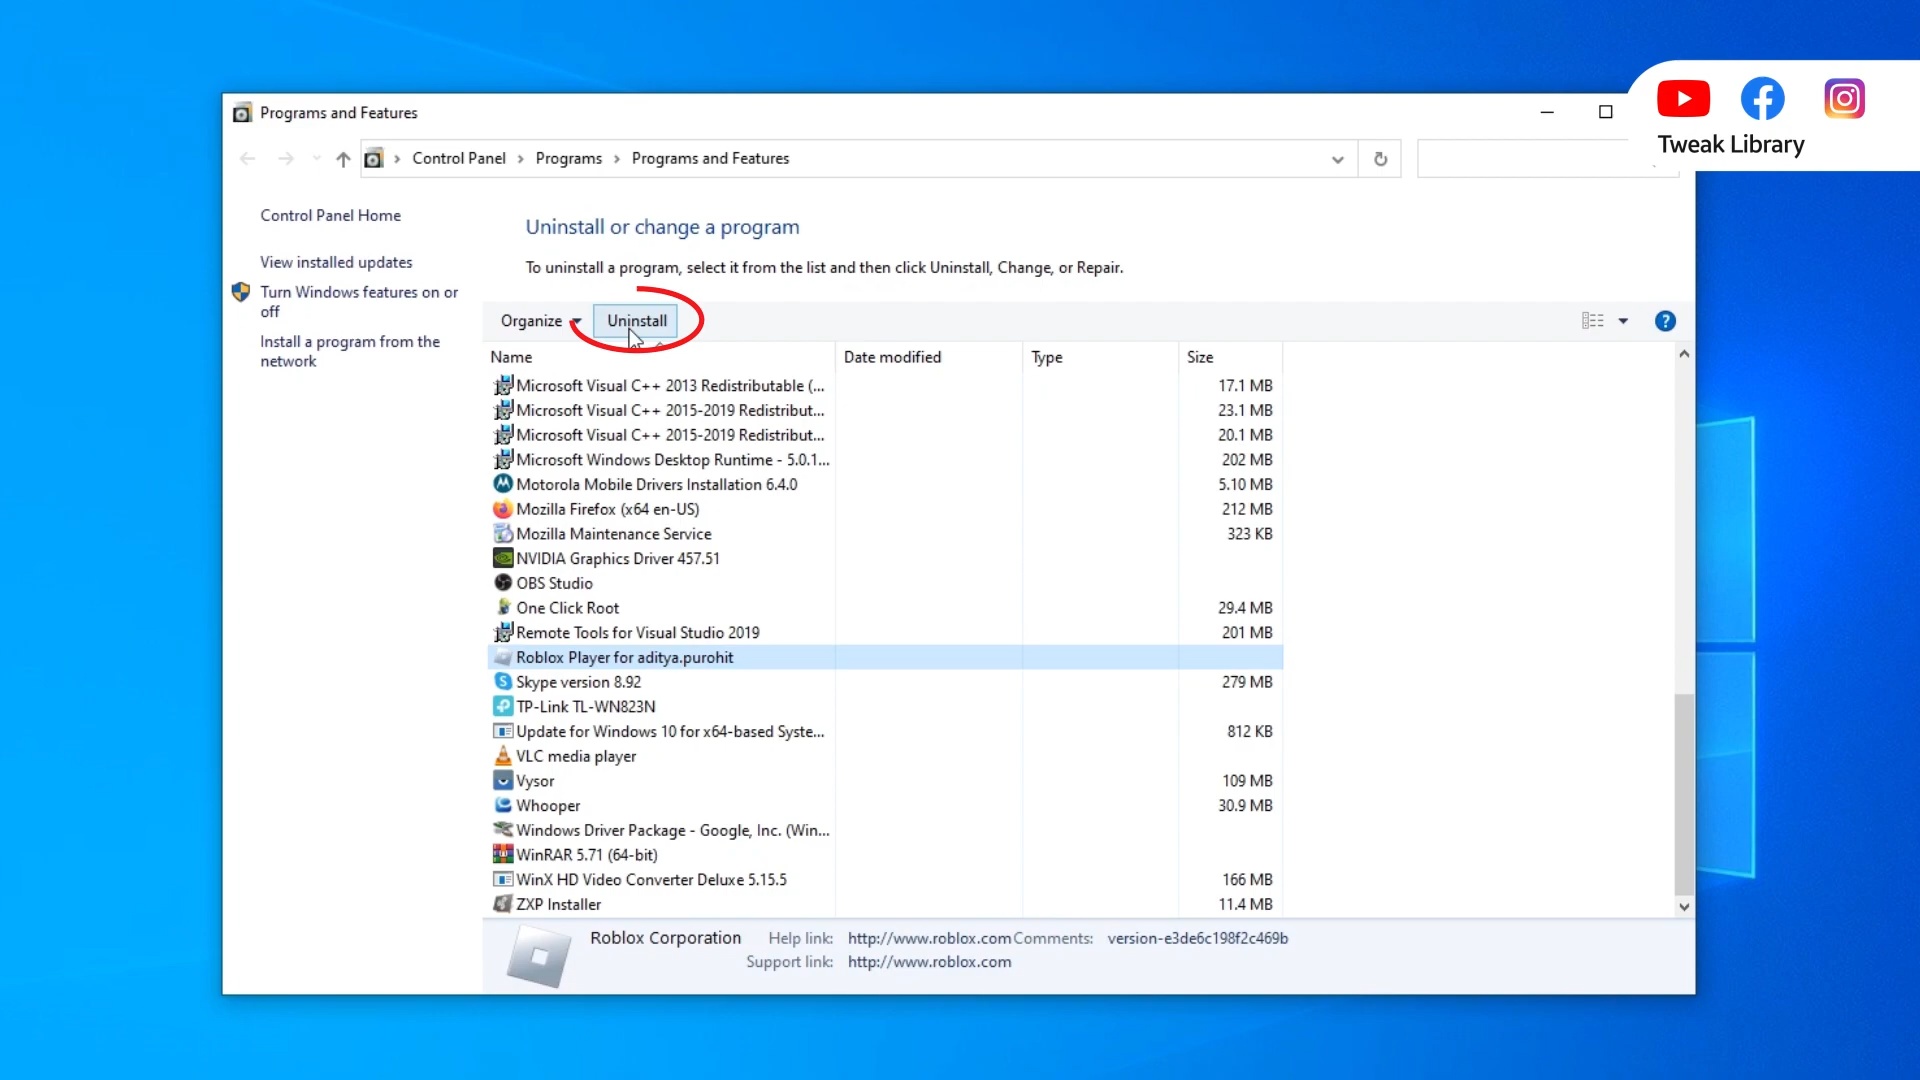 Programs and Features
Tweak Library
Control Panel
Programs
Programs and Features
Control Panel Home
View installed updates
Turn Windows features on or
off
Install a program from the
network
Uninstall or change a program
To uninstall a program, select it from the list and then click Uninstall, Change, or Repair.
Organize
Uninstall
?
Name Date modified Type Size
Microsoft Visual C++ 2013 Redistributable (... 17.1 MB
Microsoft Visual C++ 2015-2019 Redistribut... 23.1 MB
Microsoft Visual C++ 2015-2019 Redistribut... 20.1 MB
Microsoft Windows Desktop Runtime - 5.0.1... 202 MB
Motorola Mobile Drivers Installation 6.4.0 5.10 MB
Mozilla Firefox (x64 en-US) 212 MB
Mozilla Maintenance Service 323 KB
NVIDIA Graphics Driver 457.51
OBS Studio
One Click Root 29.4 MB
Remote Tools for Visual Studio 2019 201 MB
Roblox Player for aditya.purohit
Skype version 8.92 279 MB
TP-Link TL-WN823N
Update for Windows 10 for x64-based Syste... 812 KB
VLC media player
Vysor 109 MB
Whooper 30.9 MB
Windows Driver Package - Google, Inc. (Win...
WinRAR 5.71 (64-bit)
WinX HD Video Converter Deluxe 5.15.5 166 MB
ZXP Installer 11.4 MB
Roblox Corporation Help link: http://www.roblox.com Comments: version-e3de6c198f2c469b
Support link: http://www.roblox.com